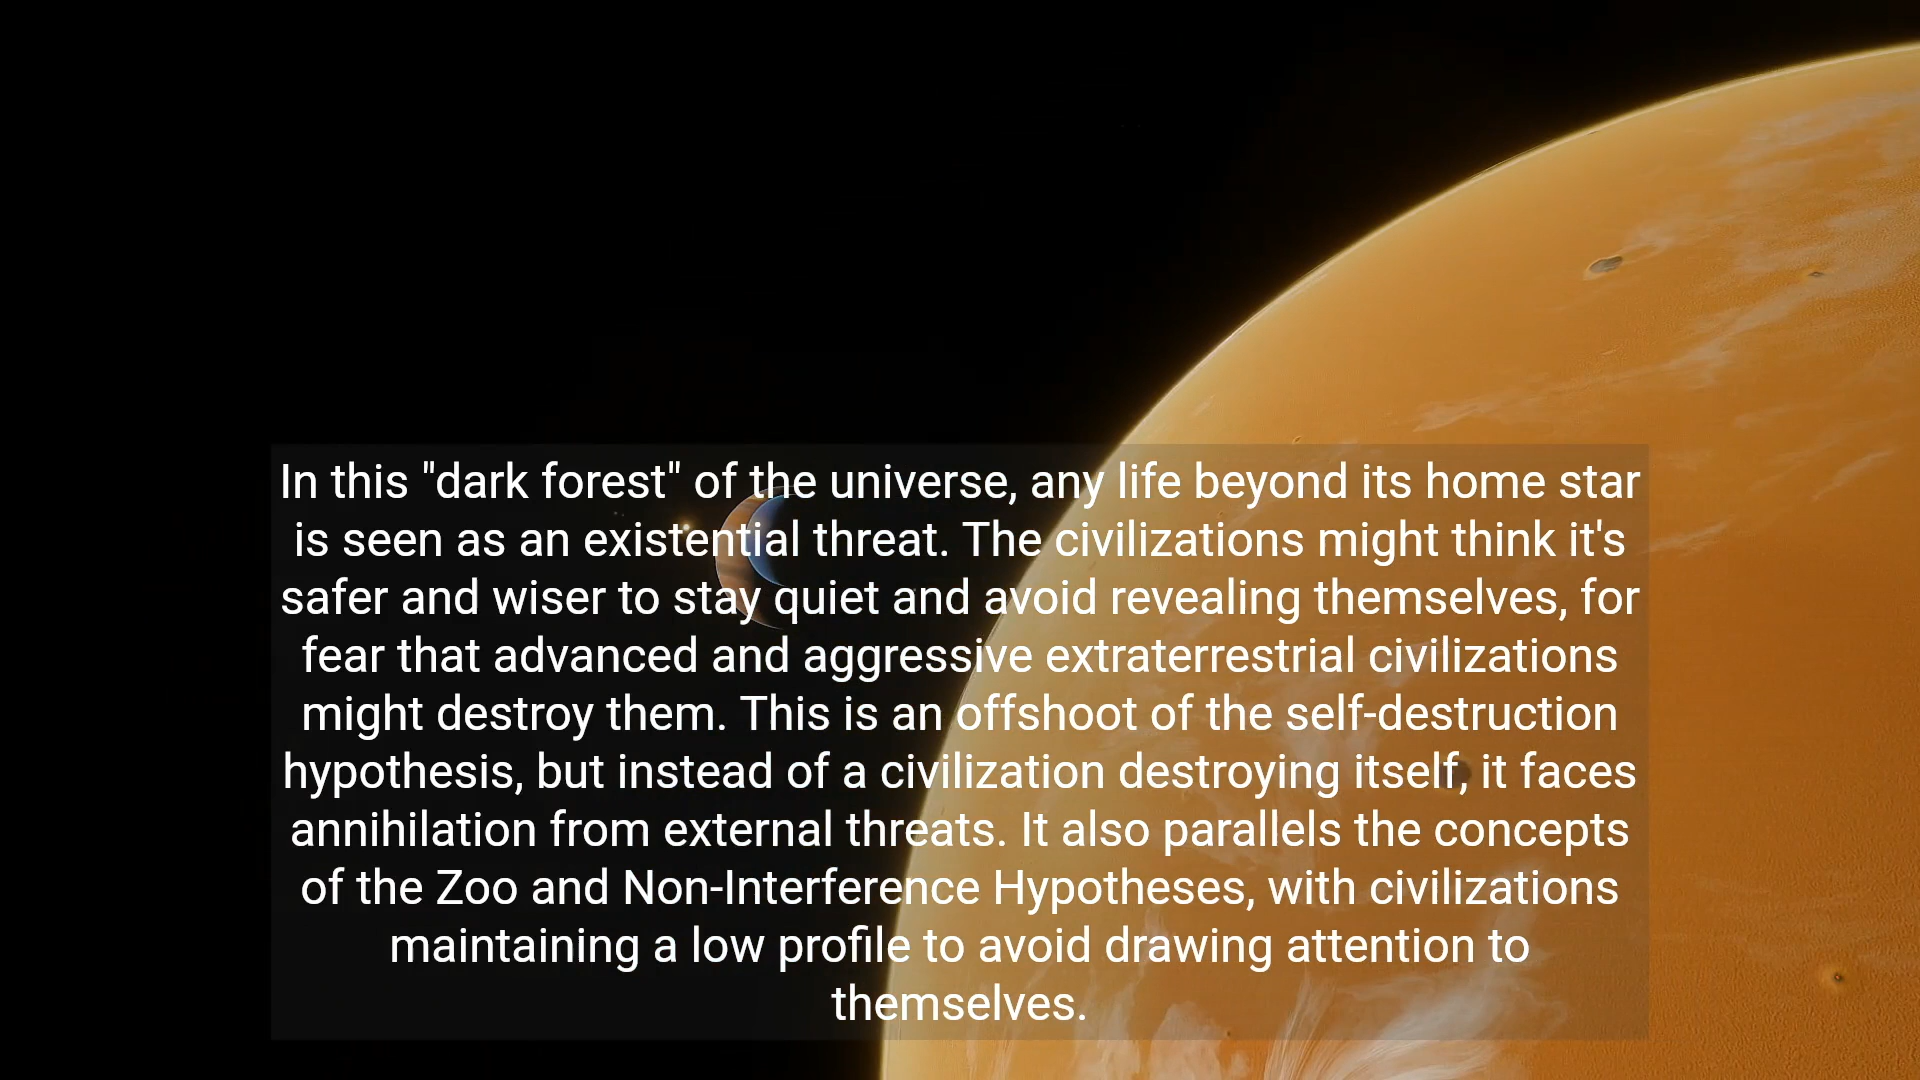 In this "dark forest" of the universe, any life beyond its home star
is seen as an existential threat. The civilizations might think it's
safer and wiser to stay quiet and avoid revealing themselves, for
fear that advanced and aggressive extraterrestrial civilizations
might destroy them. This is an offshoot of the self-destruction
hypothesis, but instead of a civilization destroying itself, it faces
annihilation from external threats. It also parallels the concepts
of the Zoo and Non-Interference Hypotheses, with civilizations
maintaining a low profile to avoid drawing attention to
themselves.